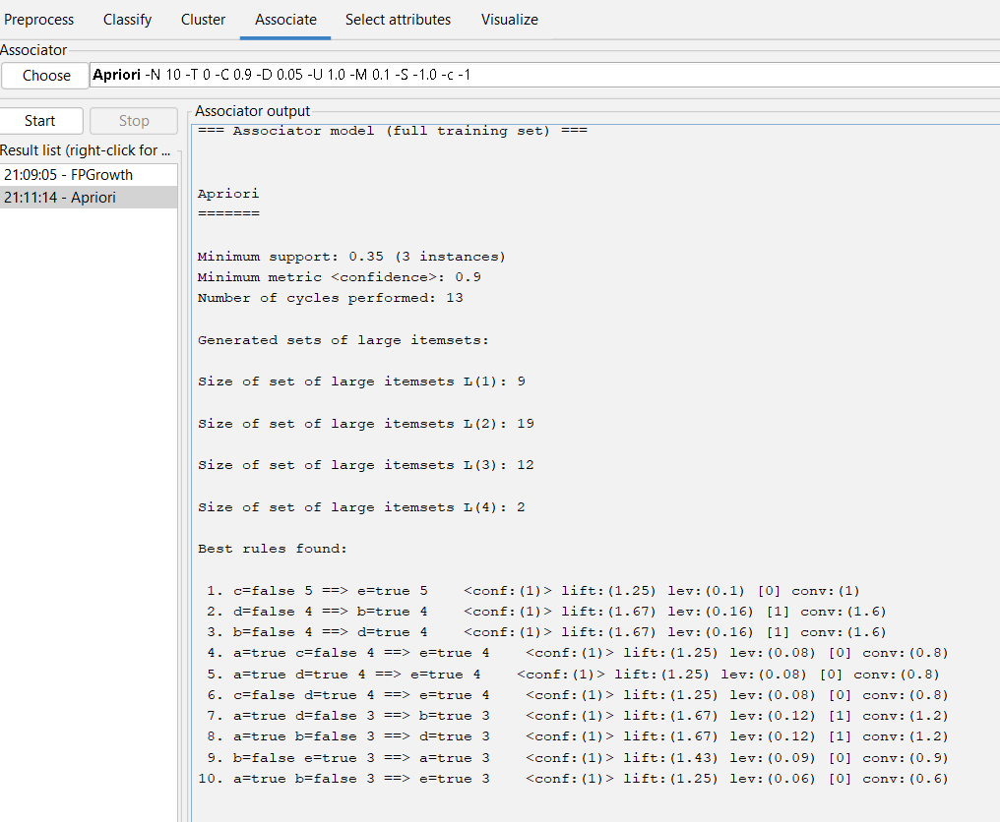 Preprocess Classify Cluster Associate Select attributes Visualize
Associator
Choose Apriori -N 10 -T 0 -C 0.9 -D 0.05 -U 1.0 -M 0.1 -S -1.0 -c -1
Start Stop
Result list (right-click for ...
21:09:05 - FPGrowth
21:11:14 - Apriori
Associator output
=== Associator model (full training set) ===
Apriori
=======
Minimum support: 0.35 (3 instances)
Minimum metric <confidence>: 0.9
Number of cycles performed: 13
Generated sets of large itemsets:
Size of set of large itemsets L(1): 9
Size of set of large itemsets L(2): 19
Size of set of large itemsets L(3): 12
Size of set of large itemsets L(4): 2
Best rules found:
1. c=false 5 ==> e=true 5    <conf:(1)> lift:(1.25) lev:(0.1) [0] conv:(1)
2. d=false 4 ==> b=true 4    <conf:(1)> lift:(1.67) lev:(0.16) [1] conv:(1.6)
3. b=false 4 ==> d=true 4    <conf:(1)> lift:(1.67) lev:(0.16) [1] conv:(1.6)
4. a=true c=false 4 ==> e=true 4    <conf:(1)> lift:(1.25) lev:(0.08) [0] conv:(0.8)
5. a=true d=true 4 ==> e=true 4    <conf:(1)> lift:(1.25) lev:(0.08) [0] conv:(0.8)
6. c=false d=true 4 ==> e=true 4    <conf:(1)> lift:(1.25) lev:(0.08) [0] conv:(0.8)
7. a=true d=false 3 ==> b=true 3    <conf:(1)> lift:(1.67) lev:(0.12) [1] conv:(1.2)
8. a=true b=false 3 ==> d=true 3    <conf:(1)> lift:(1.67) lev:(0.12) [1] conv:(1.2)
9. b=false e=true 3 ==> a=true 3    <conf:(1)> lift:(1.43) lev:(0.09) [0] conv:(0.9)
10. a=true b=false 3 ==> e=true 3    <conf:(1)> lift:(1.25) lev:(0.06) [0] conv:(0.6)